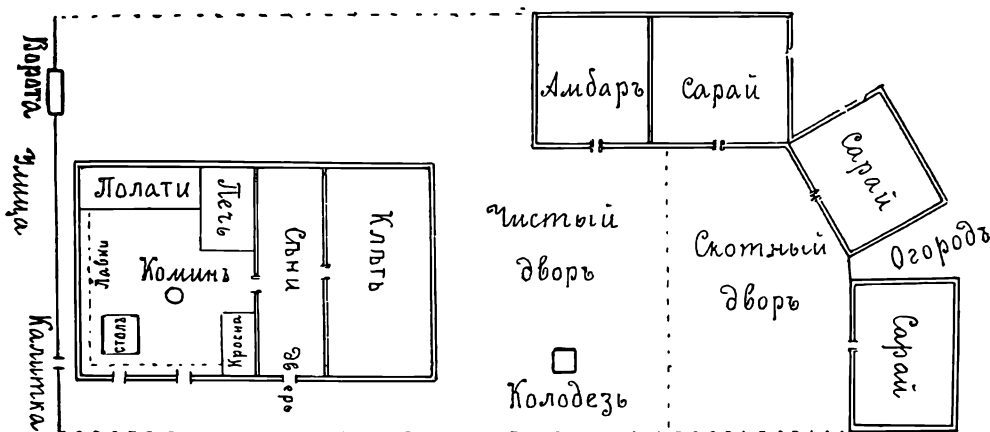 Ворота
Улица
Калитка
Полати
Печь
Лавки
Коминъ
столъ
Кросна
Сѣни
Дверь
Клѣть
Амбаръ
Сарай
Сарай
Чистый
дворъ
Скотный
дворъ
Огородъ
Колодезь
Сарай